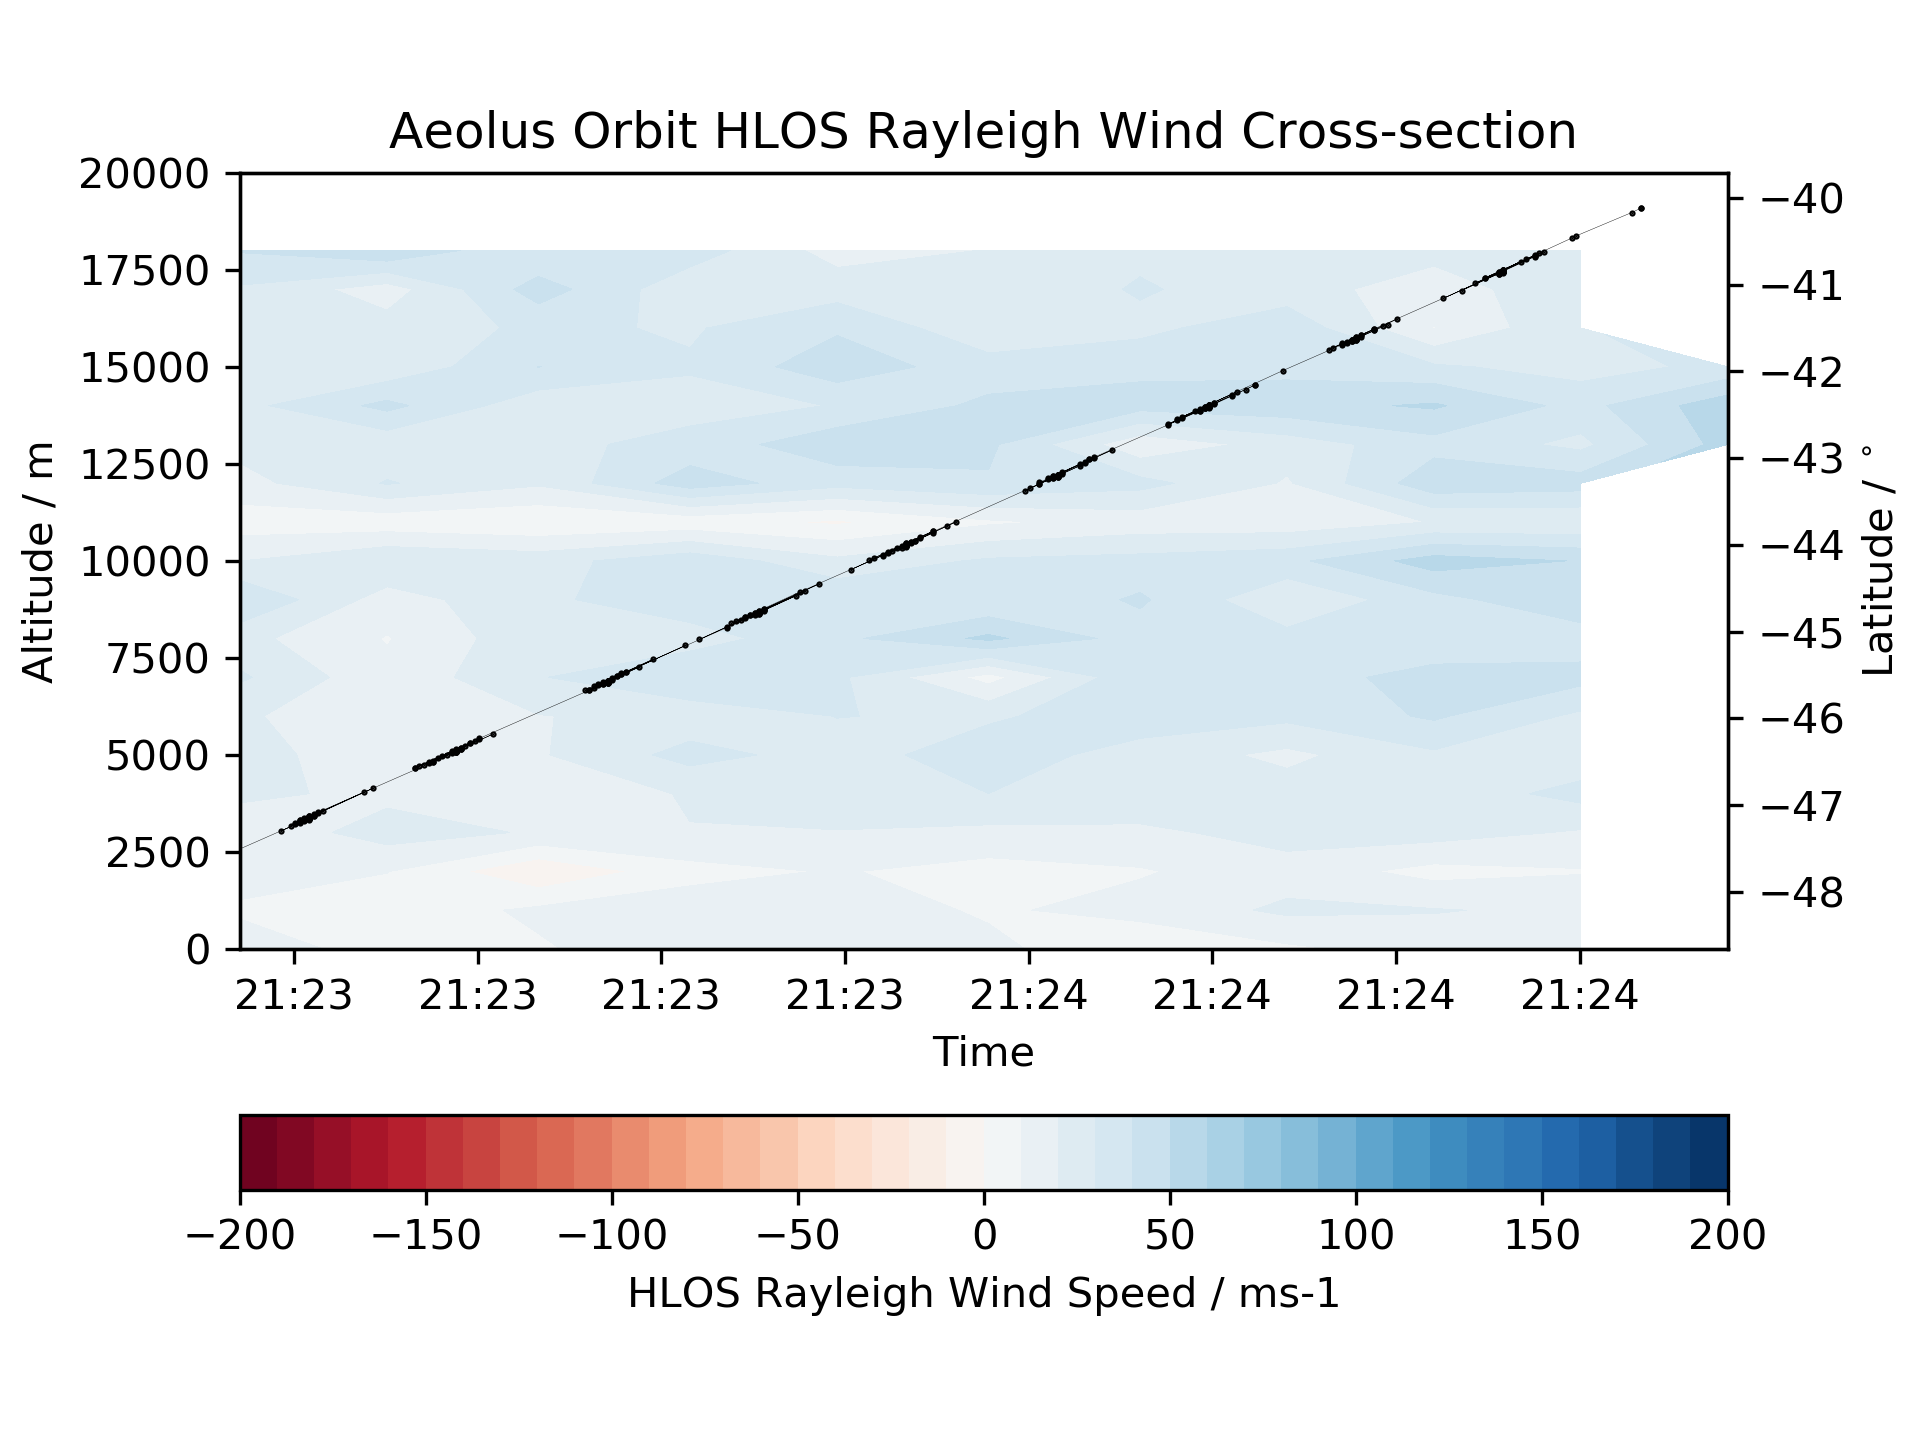 Aeolus Orbit HLOS Rayleigh Wind Cross-section
20000
17500
15000
12500
10000
7500
5000
2500
0
Altitude / m
−40
−41
−42
−43
−44
−45
−46
−47
−48
Latitude / °
21:23 21:23 21:23 21:23 21:24 21:24 21:24 21:24
Time
−200 −150 −100 −50 0 50 100 150 200
HLOS Rayleigh Wind Speed / ms-1